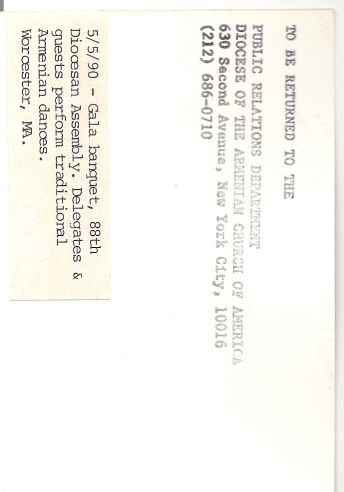 TO BE RETURNED TO THE
PUBLIC RELATIONS DEPARTMENT
DIOCESE OF THE ARMENIAN CHURCH OF AMERICA
630 Second Avenue, New York City, 10016
(212) 686-0710
5/5/90 - Gala banquet, 88th
Diocesan Assembly. Delegates &
guests perform traditional
Armenian dances.
Worcester, MA.